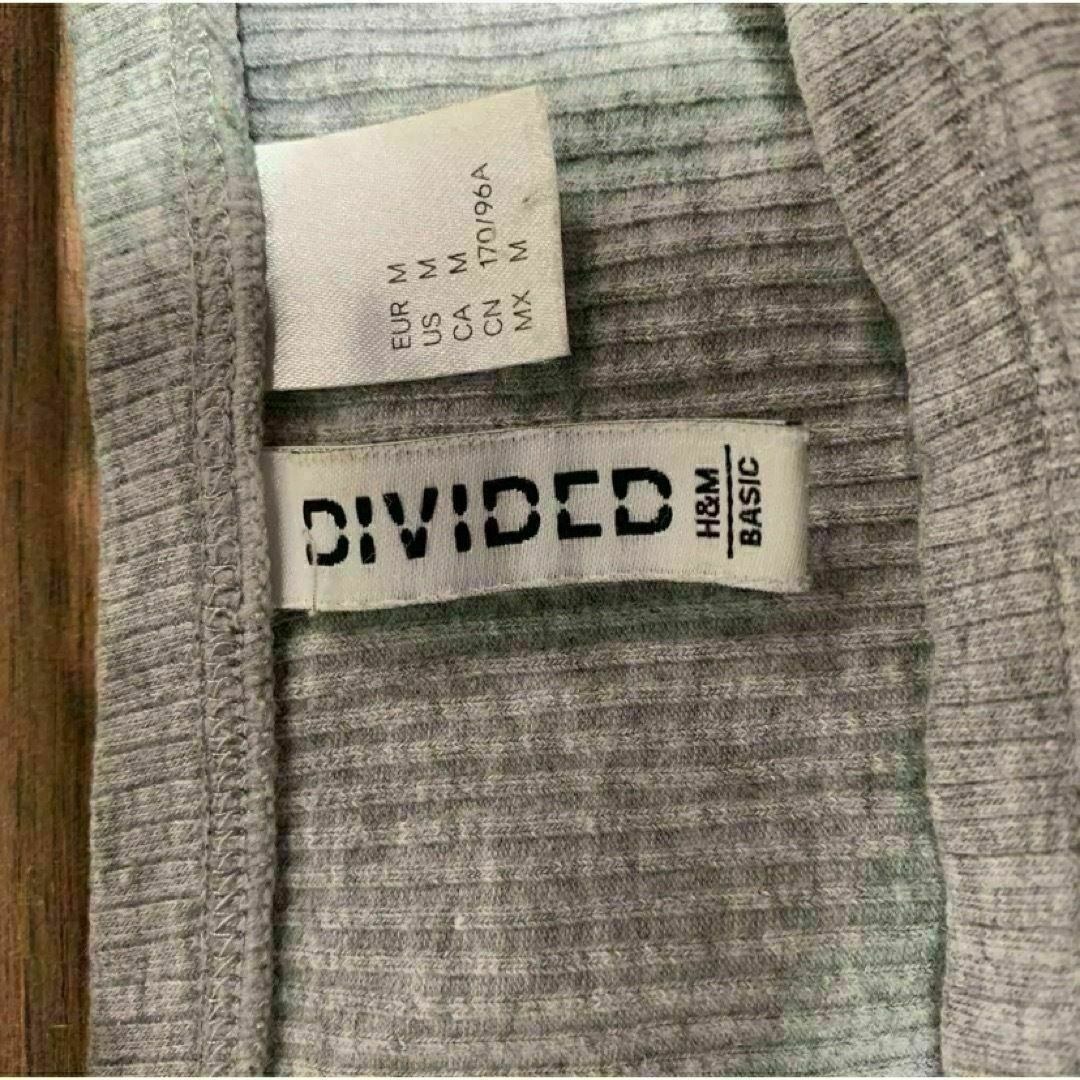 EUR M
US M
CA M
CN 170/96A
MX M
DIVIDED
H&M
BASIC